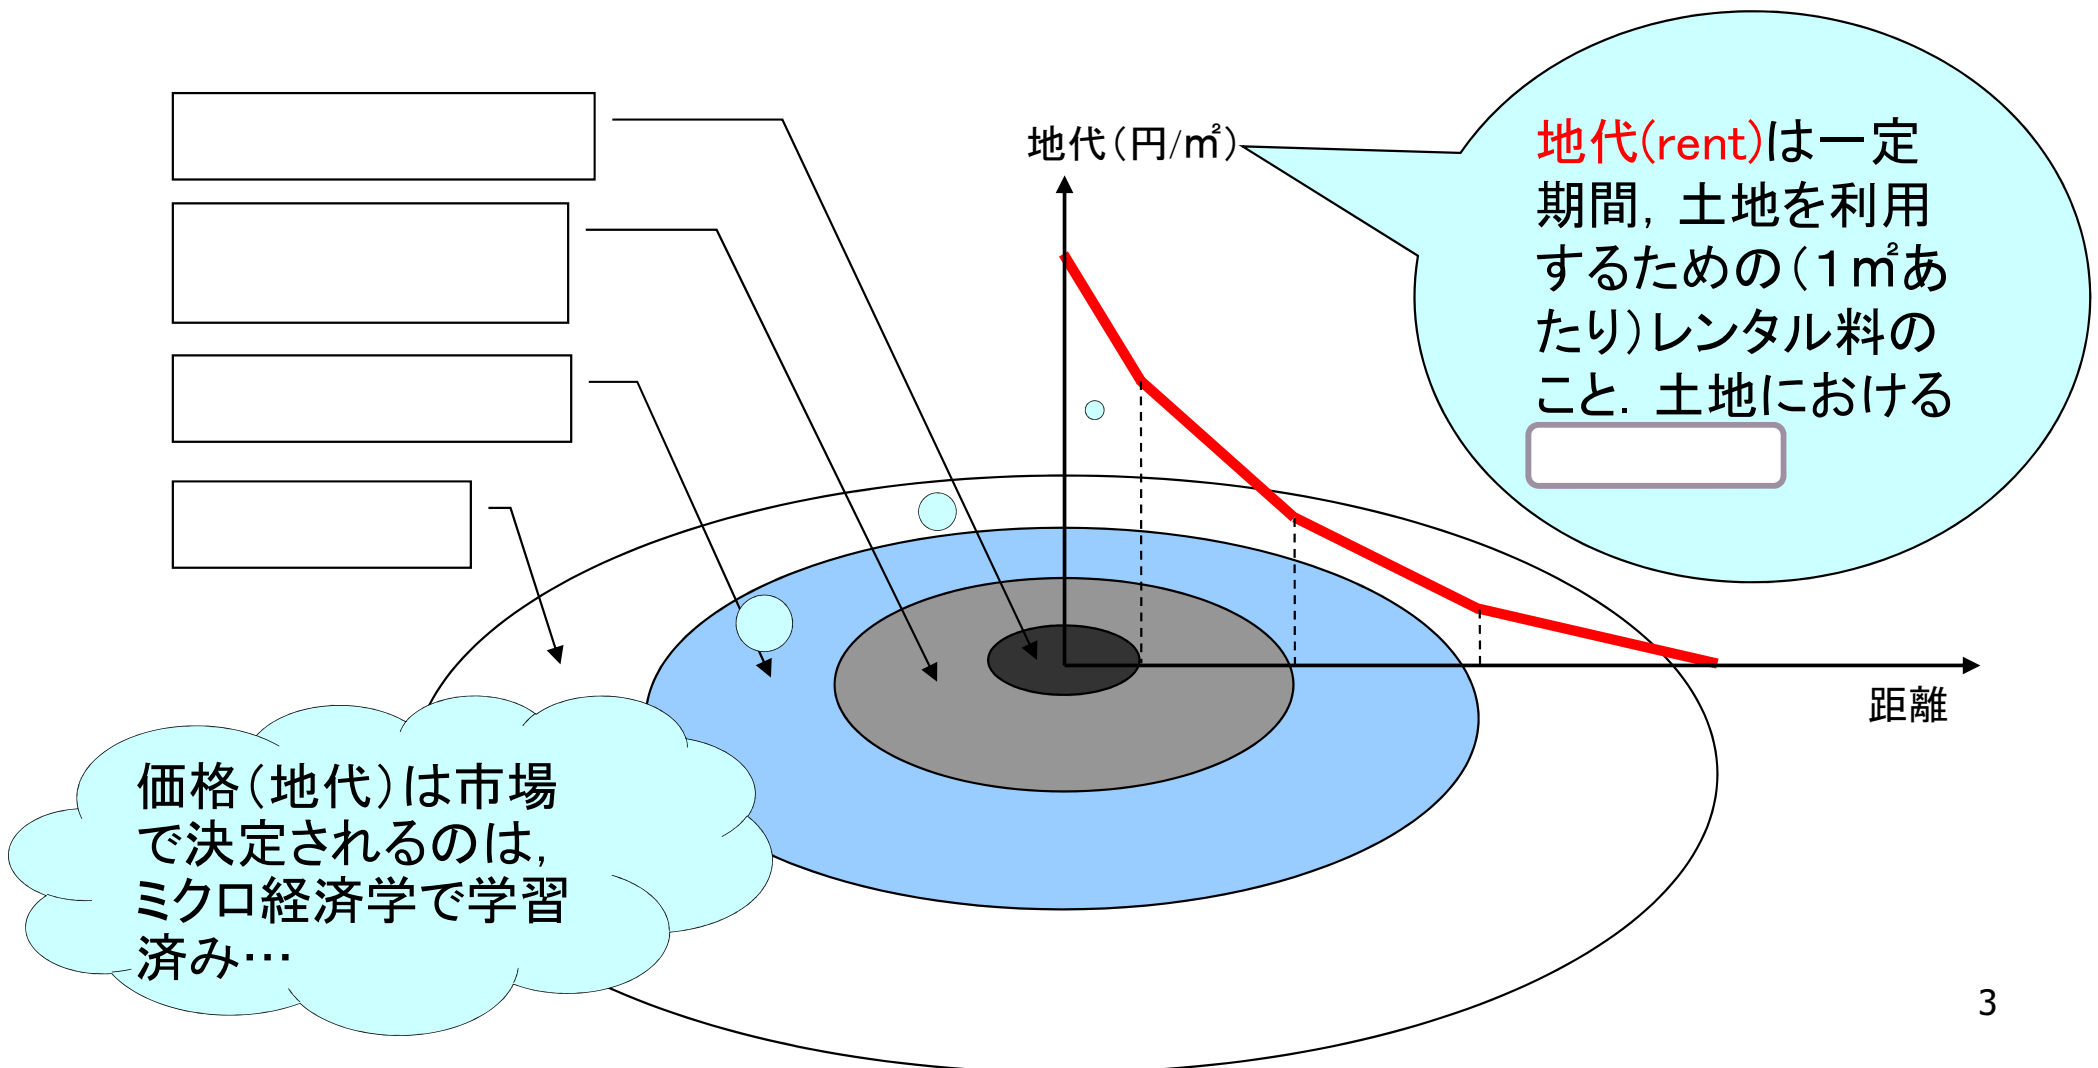 地代（円/㎡）
地代(rent)は一定
期間，土地を利用
するための（１㎡あ
たり）レンタル料の
こと．土地における
距離
価格（地代）は市場
で決定されるのは，
ミクロ経済学で学習
済み…
3